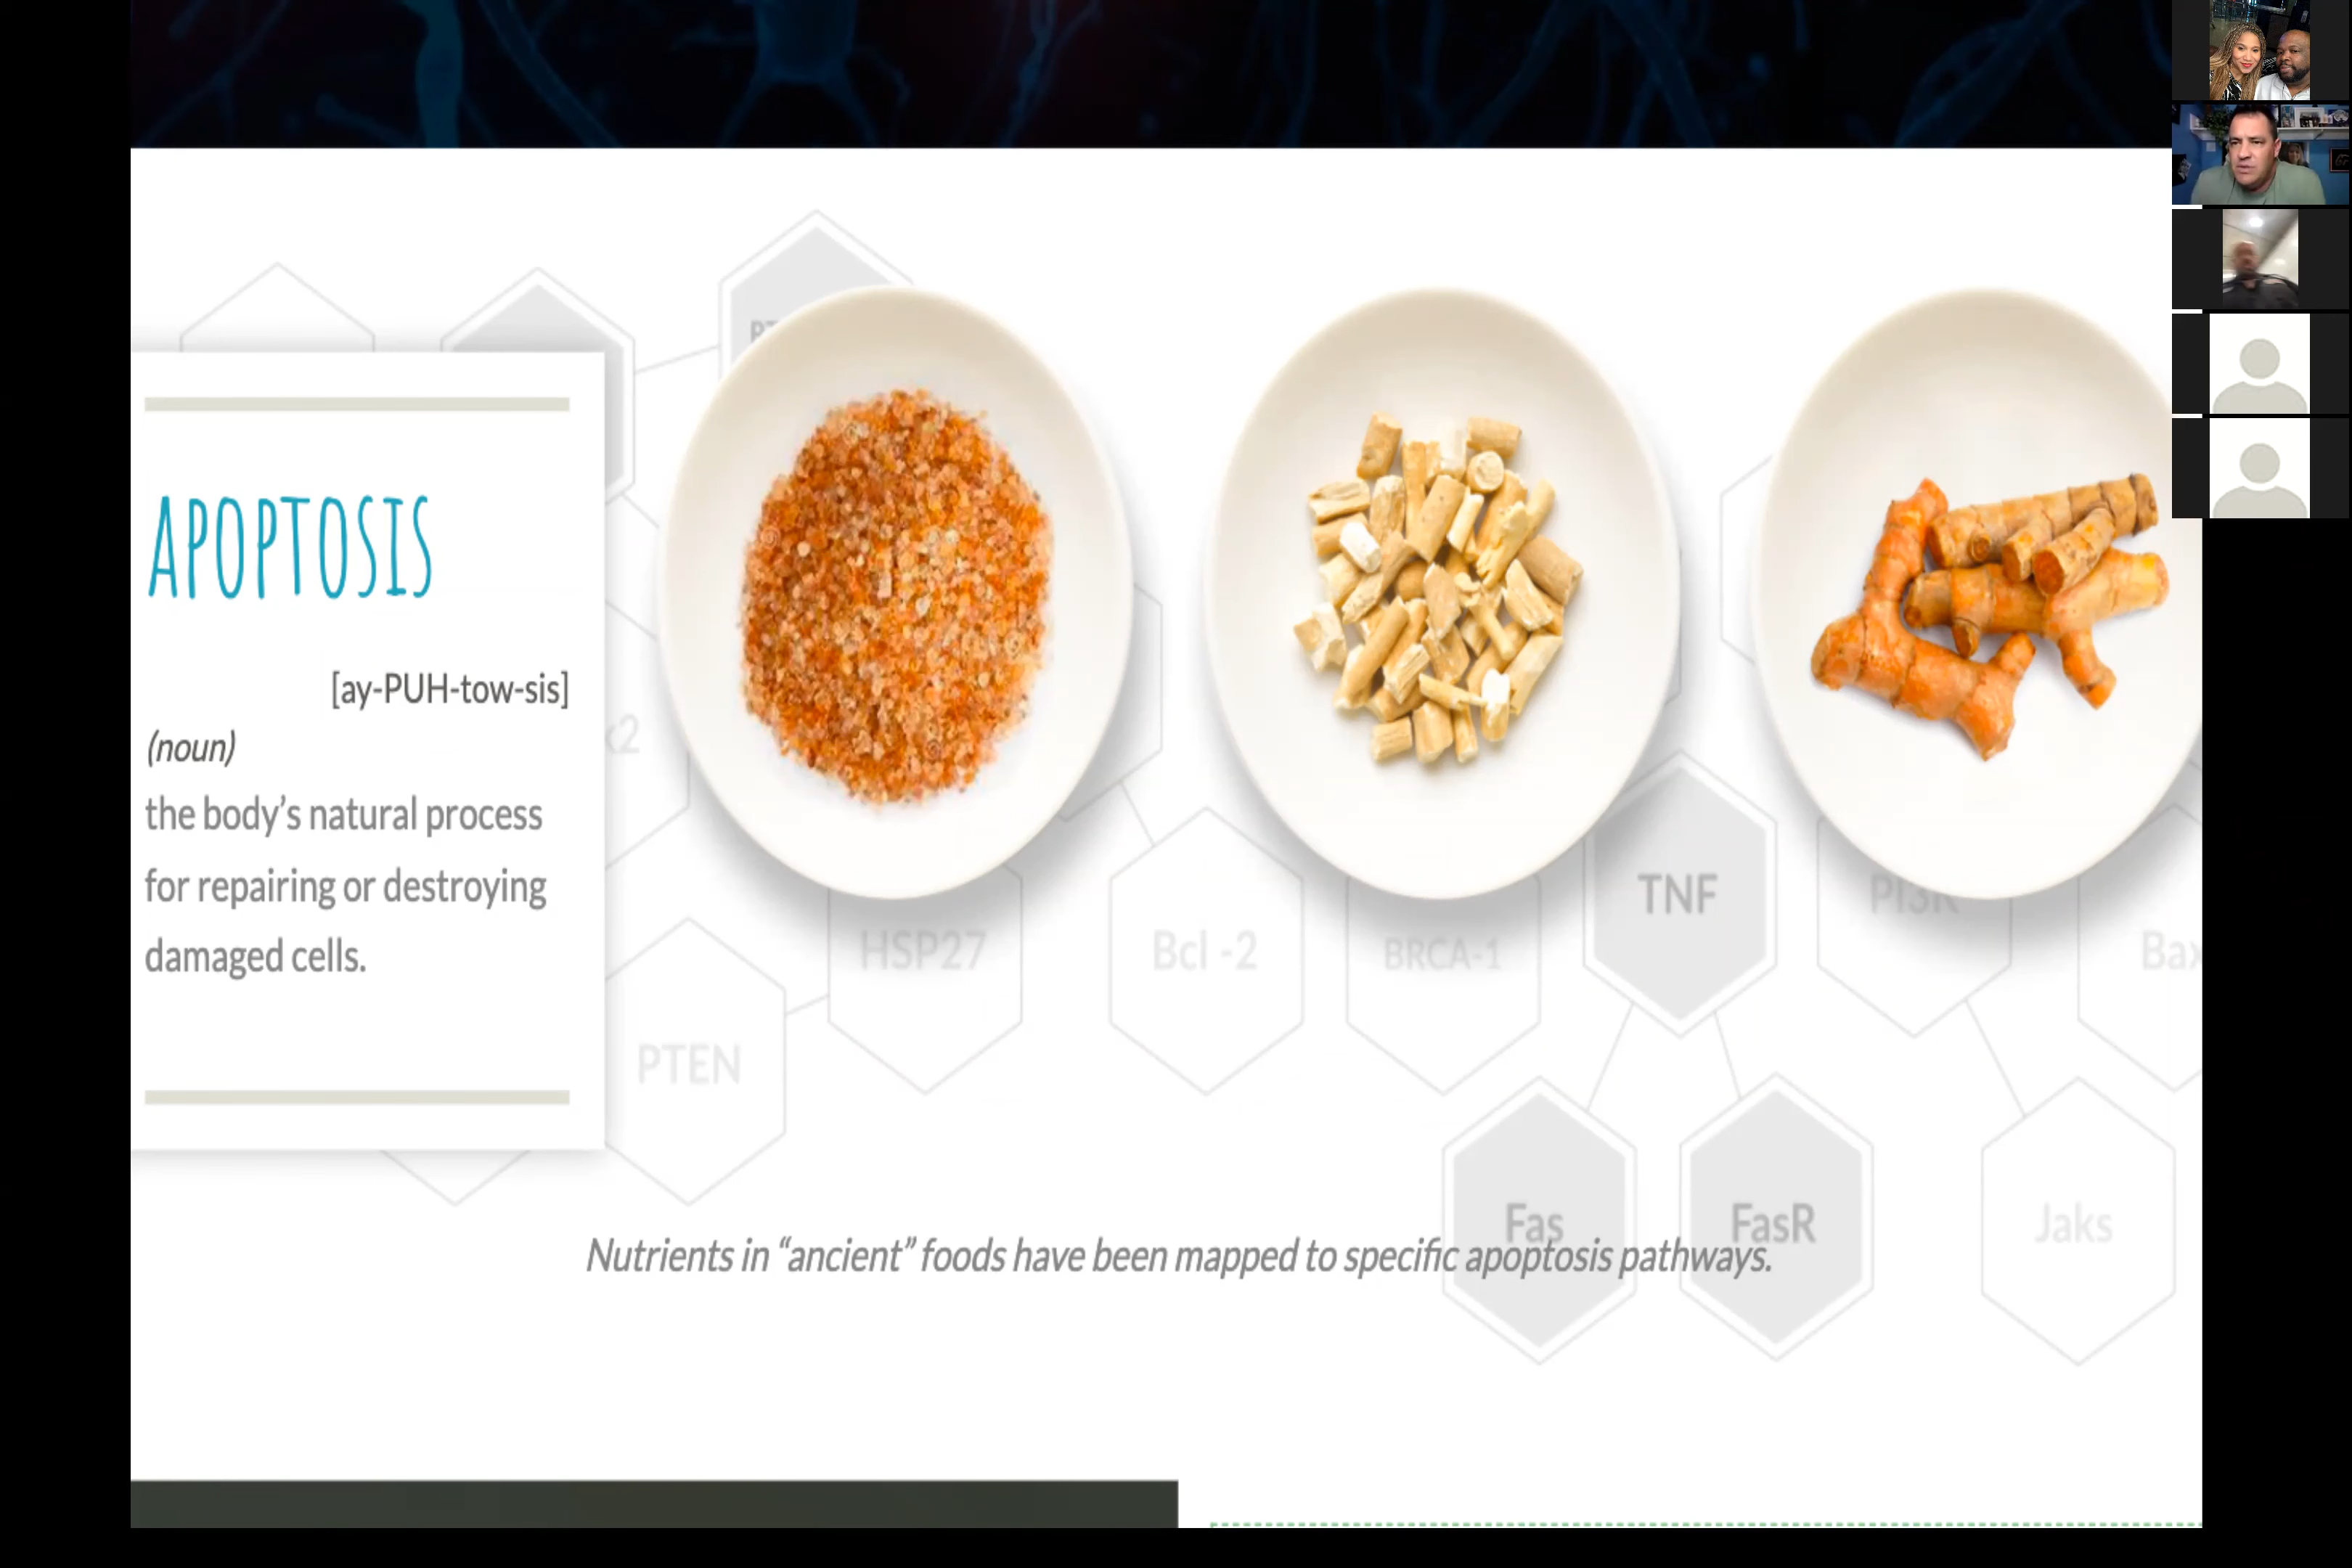 APOPTOSIS
[ay-PUH-tow-sis]
(noun)
the body's natural process
for repairing or destroying
damaged cells.
TNF
PI3K
HSP27
Bcl -2
BRCA-1
Bax
PTEN
Fas
FasR
Jaks
Nutrients in “ancient” foods have been mapped to specific apoptosis pathways.